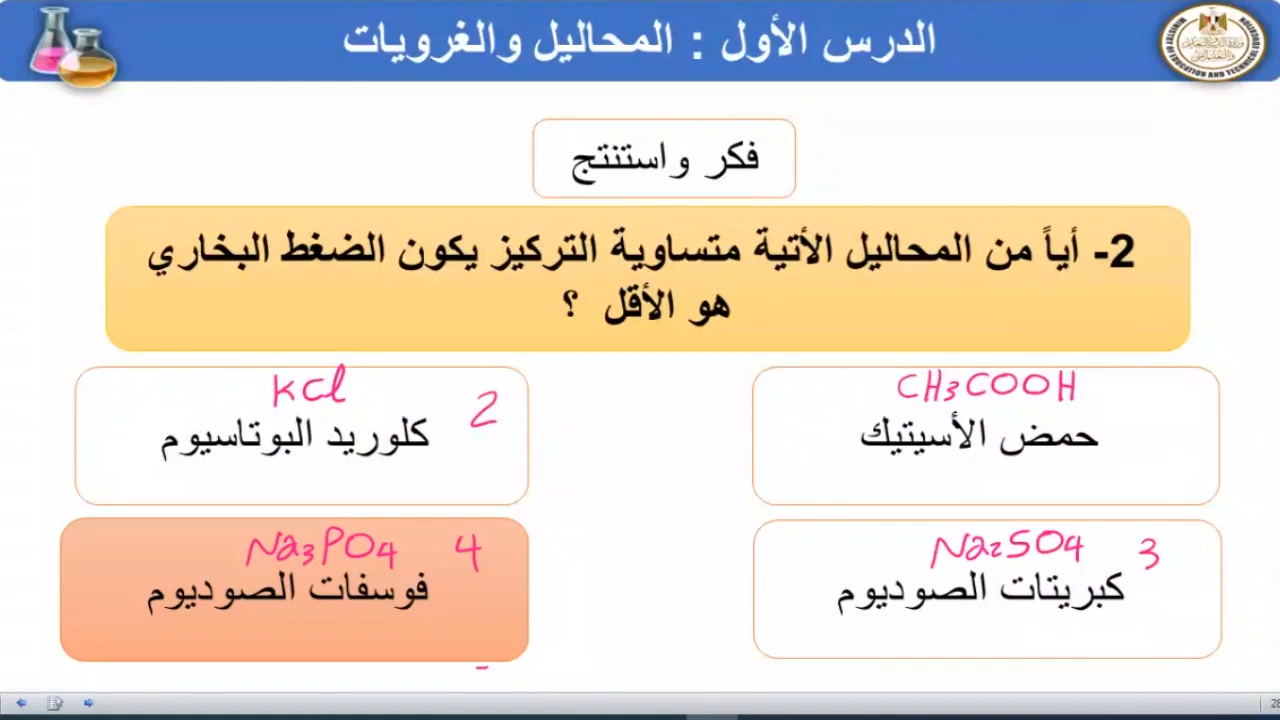 الدرس الأول : المحاليل والغرويات
فكر واستنتج
2- أياً من المحاليل الأتية متساوية التركيز يكون الضغط البخاري
هو الأقل ؟
CH3COOH
حمض الأسيتيك
KCl 2
كلوريد البوتاسيوم
Na2SO4 3
كبريتات الصوديوم
Na3PO4 4
فوسفات الصوديوم